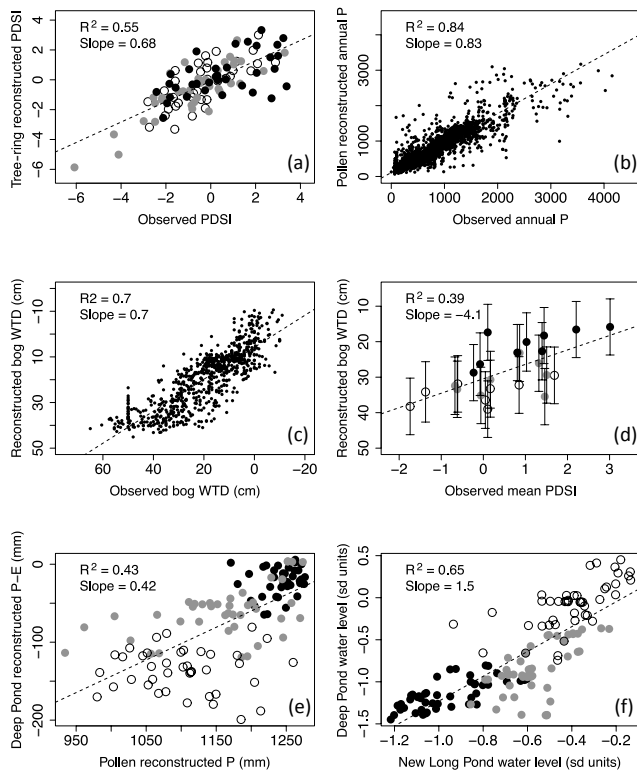 R² = 0.55
Slope = 0.68
Tree-ring reconstructed PDSI
4
2
0
−2
−4
−6
(a)
−6 −4 −2 0 2 4
Observed PDSI
R² = 0.84
Slope = 0.83
Pollen reconstructed annual P
3000
1000
0
(b)
0 1000 2000 3000 4000
Observed annual P
R2 = 0.7
Slope = 0.7
Reconstructed bog WTD (cm)
−10
10
30
50
(c)
80 60 40 20 0 −20
Observed bog WTD (cm)
R² = 0.39
Slope = −4.1
Reconstructed bog WTD (cm)
10
20
30
40
50
(d)
−2 −1 0 1 2 3
Observed mean PDSI
R² = 0.43
Slope = 0.42
Deep Pond reconstructed P−E (mm)
0
−100
−200
(e)
950 1050 1150 1250
Pollen reconstructed P (mm)
R² = 0.65
Slope = 1.5
Deep Pond water level (sd units)
0.5
0.0
−0.5
−1.0
−1.5
(f)
−1.2 −1.0 −0.8 −0.6 −0.4 −0.2
New Long Pond water level (sd units)